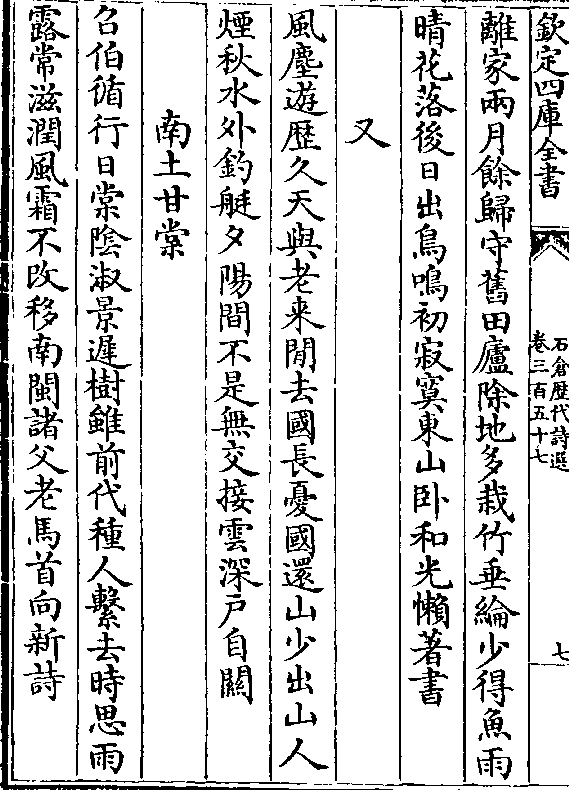 欽定四庫全書
石倉歴代詩選
卷三百五十七
七
離家兩月餘歸守舊田廬除地多栽竹垂綸少得魚雨
晴花落後日出鳥鳴初寂寞東山卧和光懶著書
又
風塵遊歴久天與老来閒去國長憂國還山少出山人
煙秋水外釣艇夕陽間不是無交接雲深戸自闗
南土甘棠
召伯循行日棠隂淑景遲樹雖前代種人繫去時思雨
露常滋潤風霜不改移南閩諸父老馬首向新詩